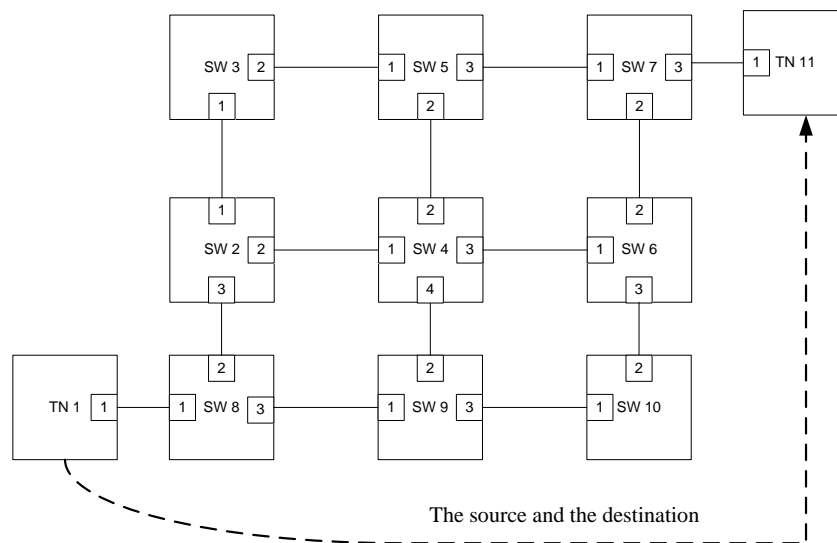 SW 3 2 1 SW 5 3 1 SW 7 3 1 TN 11
1 2 2
1 2 2
SW 2 2 1 SW 4 3 1 SW 6
3 4 3
2 2 2
TN 1 1 1 SW 8 3 1 SW 9 3 1 SW 10
The source and the destination